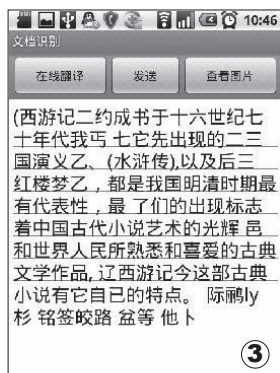 10:46
文档识别
在线翻译 发送 查看图片
(西游记二约成书于十六世纪七
十年代我丐 七它先出现的二三
国演义乙、(水浒传),以及后三
红楼梦乙，都是我国明清时期最
有代表性，最 了们的出现标志
着中国古代小说艺术的光辉 邑
和世界人民所熟悉和喜爱的古典
文学作品, 辽西游记今这部古典
小说有它自已的特点。 际鹂ly
杉 铭签皎路 盆等 他卜
③